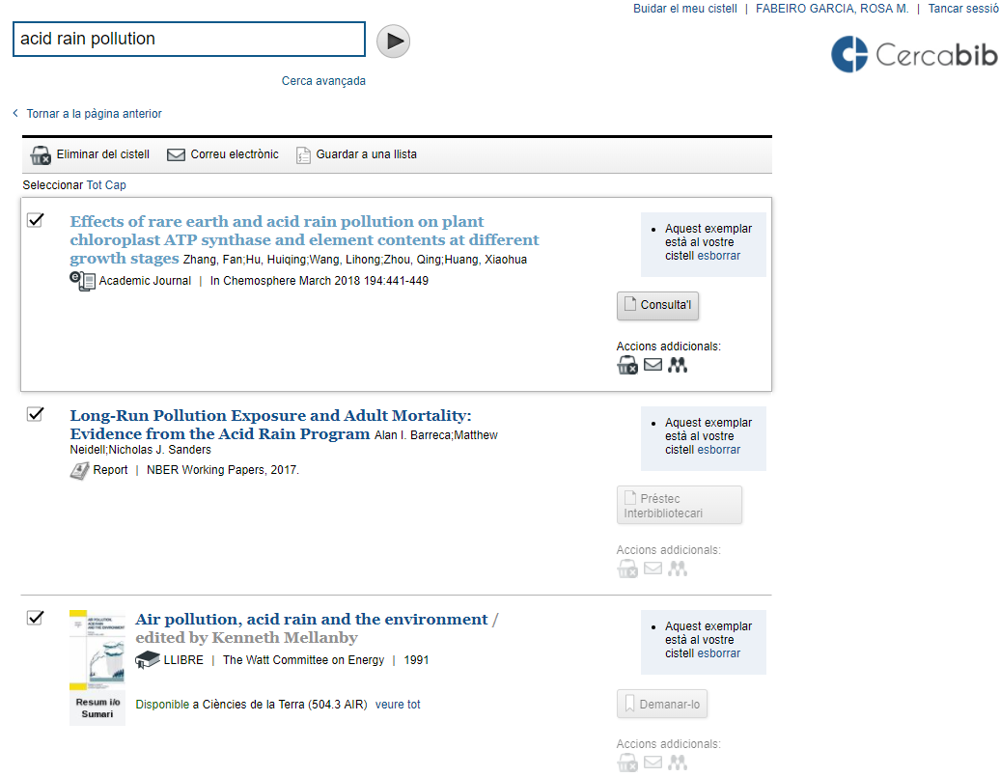 Buidar el meu cistell | FABEIRO GARCIA, ROSA M. | Tancar sessió
acid rain pollution
Cercabib
Cerca avançada
< Tornar a la pàgina anterior
Eliminar del cistell Correu electrònic Guardar a una llista
Seleccionar Tot Cap
Effects of rare earth and acid rain pollution on plant
chloroplast ATP synthase and element contents at different
growth stages Zhang, Fan;Hu, Huiqing;Wang, Lihong;Zhou, Qing;Huang, Xiaohua
Academic Journal | In Chemosphere March 2018 194:441-449
• Aquest exemplar
està al vostre
cistell esborrar
Consulta'l
Accions addicionals:
Long-Run Pollution Exposure and Adult Mortality:
Evidence from the Acid Rain Program Alan I. Barreca;Matthew
Neidell;Nicholas J. Sanders
Report | NBER Working Papers, 2017.
• Aquest exemplar
està al vostre
cistell esborrar
Préstec
Interbibliotecari
Accions addicionals:
AIR POLLUTION,
ACID RAIN
AND THE ENVIRONMENT
Resum i/o
Sumari
Air pollution, acid rain and the environment /
edited by Kenneth Mellanby
LLIBRE | The Watt Committee on Energy | 1991
Disponible a Ciències de la Terra (504.3 AIR) veure tot
• Aquest exemplar
està al vostre
cistell esborrar
Demanar-lo
Accions addicionals: